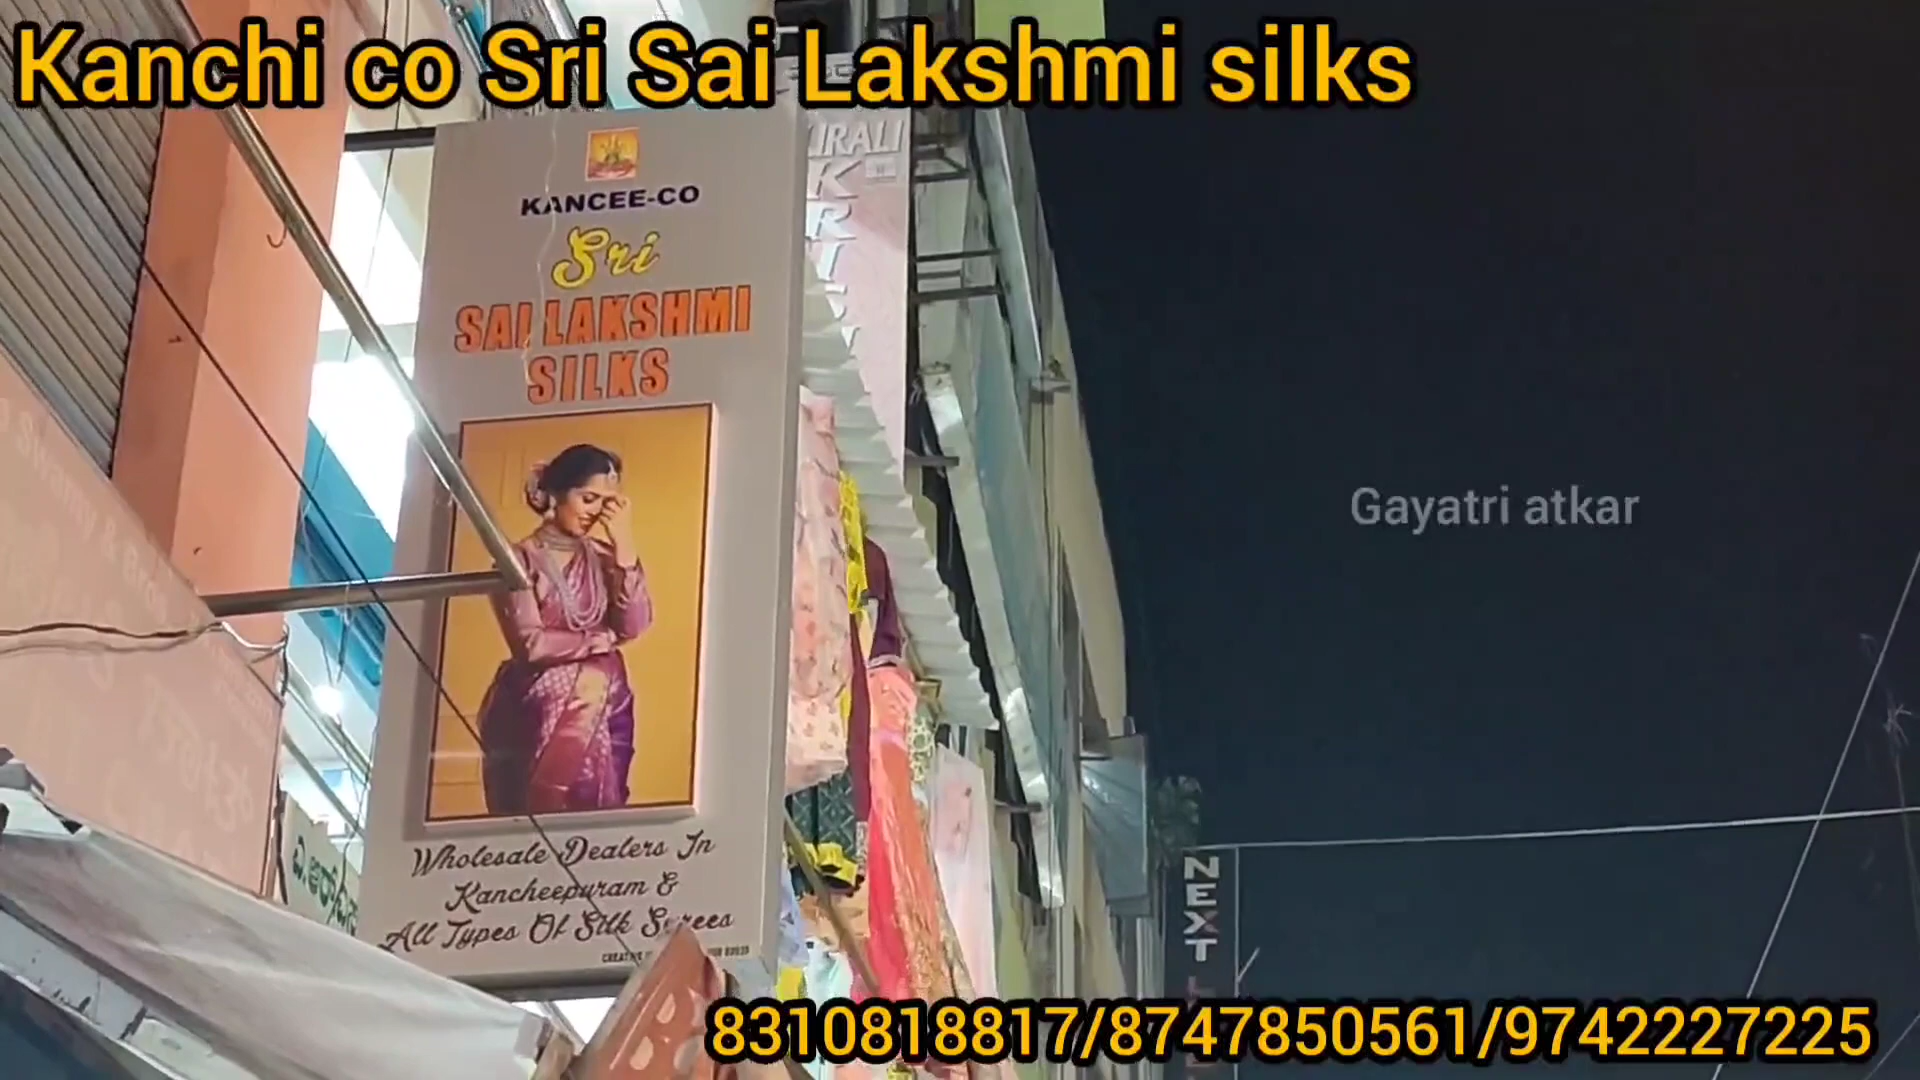 Kanchi co Sri Sai Lakshmi silks
KANCEE-CO
Sri
SAI LAKSHMI
SILKS
Wholesale Dealers In
Kancheepuram &
All Types Of Silk Sarees
Gayatri atkar
NEXT
8310818817/8747850561/9742227225